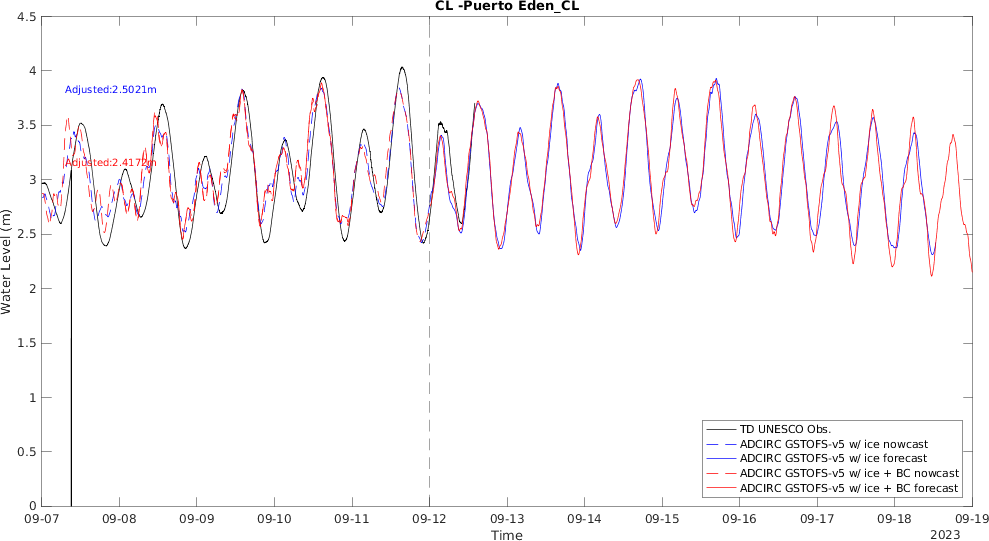 CL -Puerto Eden_CL
4.5
4
3.5
3
2.5
2
1.5
1
0.5
0
Water Level (m)
Adjusted:2.5021m
Adjusted:2.4172m
TD UNESCO Obs.
ADCIRC GSTOFS-v5 w/ ice nowcast
ADCIRC GSTOFS-v5 w/ ice forecast
ADCIRC GSTOFS-v5 w/ ice + BC nowcast
ADCIRC GSTOFS-v5 w/ ice + BC forecast
09-07 09-08 09-09 09-10 09-11 09-12 09-13 09-14 09-15 09-16 09-17 09-18 09-19
Time
2023